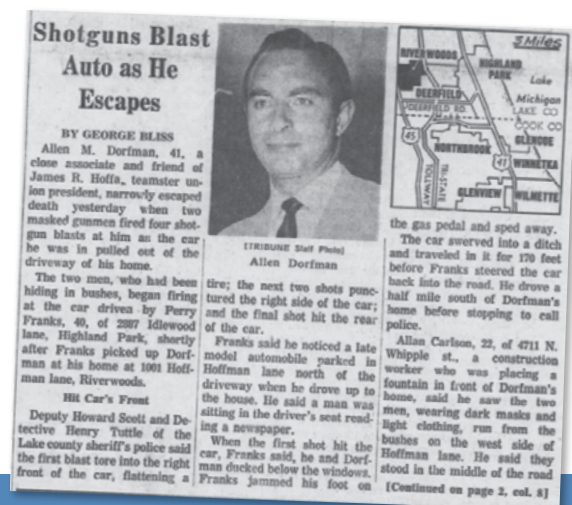 Shotguns Blast
Auto as He
Escapes
BY GEORGE BLISS
Allen M. Dorfman, 41, a
close associate and friend of
James R. Hoffa, teamster un-
ion president, narrowly escaped
death yesterday when two
masked gunmen fired four shot-
gun blasts at him as the car
he was in pulled out of the
driveway of his home.
The two men, who had been
hiding in bushes, began firing
at the car driven by Perry
Franks, 40, of 2887 Idlewood
lane, Highland Park, shortly
after Franks picked up Dorf-
man at his home at 1001 Hoff-
man lane, Riverwoods.
Hit Car's Front
Deputy Howard Scott and De-
tective Henry Tuttle of the
Lake county sheriff's police said
the first blast tore into the right
front of the car, flattening a
[TRIBUNE Staff Photo]
Allen Dorfman
tire; the next two shots punc-
tured the right side of the car;
and the final shot hit the rear
of the car.
Franks said he noticed a late
model automobile parked in
Hoffman lane north of the
driveway when he drove up to
the house. He said a man was
sitting in the driver's seat read-
ing a newspaper.
When the first shot hit the
car, Franks said, he and Dorf-
man ducked below the windows.
Franks jammed his foot on
3 Miles
RIVERWOODS
HIGHLAND
PARK
Lake
Michigan
DEERFIELD
DEERFIELD RD.
LAKE CO
COOK CO
GLENCOE
45
NORTHBROOK
41
WINNETKA
TRI-STATE
TOLLWAY
GLENVIEW
WILMETTE
the gas pedal and sped away.
The car swerved into a ditch
and traveled in it for 170 feet
before Franks steered the car
back into the road. He drove a
half mile south of Dorfman's
home before stopping to call
police.
Allan Carlson, 22, of 4711 N.
Whipple st., a construction
worker who was placing a
fountain in front of Dorfman's
home, said he saw the two
men, wearing dark masks and
light clothing, run from the
bushes on the west side of
Hoffman lane. He said they
stood in the middle of the road
[Continued on page 2, col. 8]